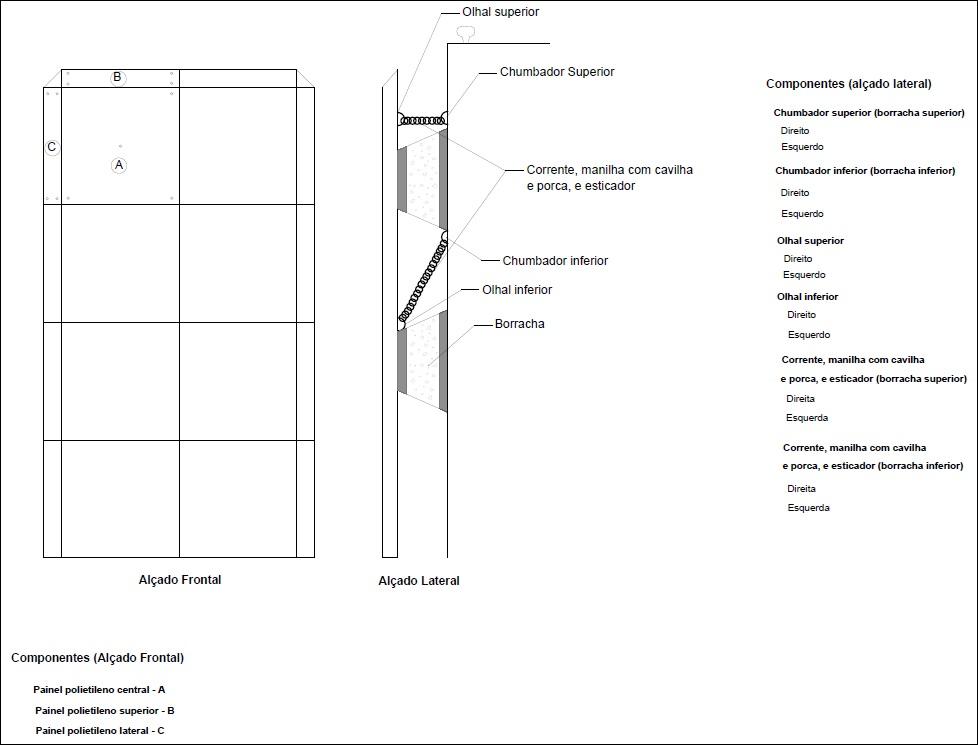 Olhal superior
Chumbador Superior
B
C
A
Corrente, manilha com cavilha
e porca, e esticador
Chumbador inferior
Olhal inferior
Borracha
Alçado Frontal
Alçado Lateral
Componentes (alçado lateral)
Chumbador superior (borracha superior)
Direito
Esquerdo
Chumbador inferior (borracha inferior)
Direito
Esquerdo
Olhal superior
Direito
Esquerdo
Olhal inferior
Direito
Esquerdo
Corrente, manilha com cavilha
e porca, e esticador (borracha superior)
Direita
Esquerda
Corrente, manilha com cavilha
e porca, e esticador (borracha inferior)
Direita
Esquerda
Componentes (Alçado Frontal)
Painel polietileno central - A
Painel polietileno superior - B
Painel polietileno lateral - C